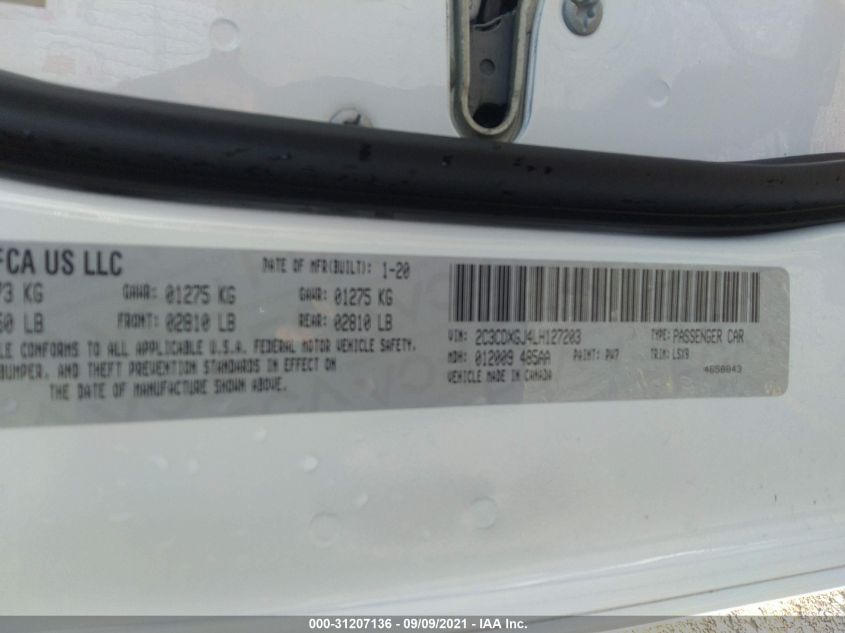 FCA US LLC
DATE OF MFR(BUILT): 1-20
73 KG GAWR: 01275 KG GAWR: 01275 KG
60 LB FRONT: 02810 LB REAR: 02810 LB
LE CONFORMS TO ALL APPLICABLE U.S.A. FEDERAL MOTOR VEHICLE SAFETY.
BUMPER, AND THEFT PREVENTION STANDARDS IN EFFECT ON
THE DATE OF MANUFACTURE SHOWN ABOVE.
VIN: 2C3CDXGJ4LH127203 TYPE: PASSENGER CAR
MDH: 012009 485AA PAINT: PW7 TRIM: LSX9
VEHICLE MADE IN CANADA 4658843
000-31207136 - 09/09/2021 - IAA Inc.